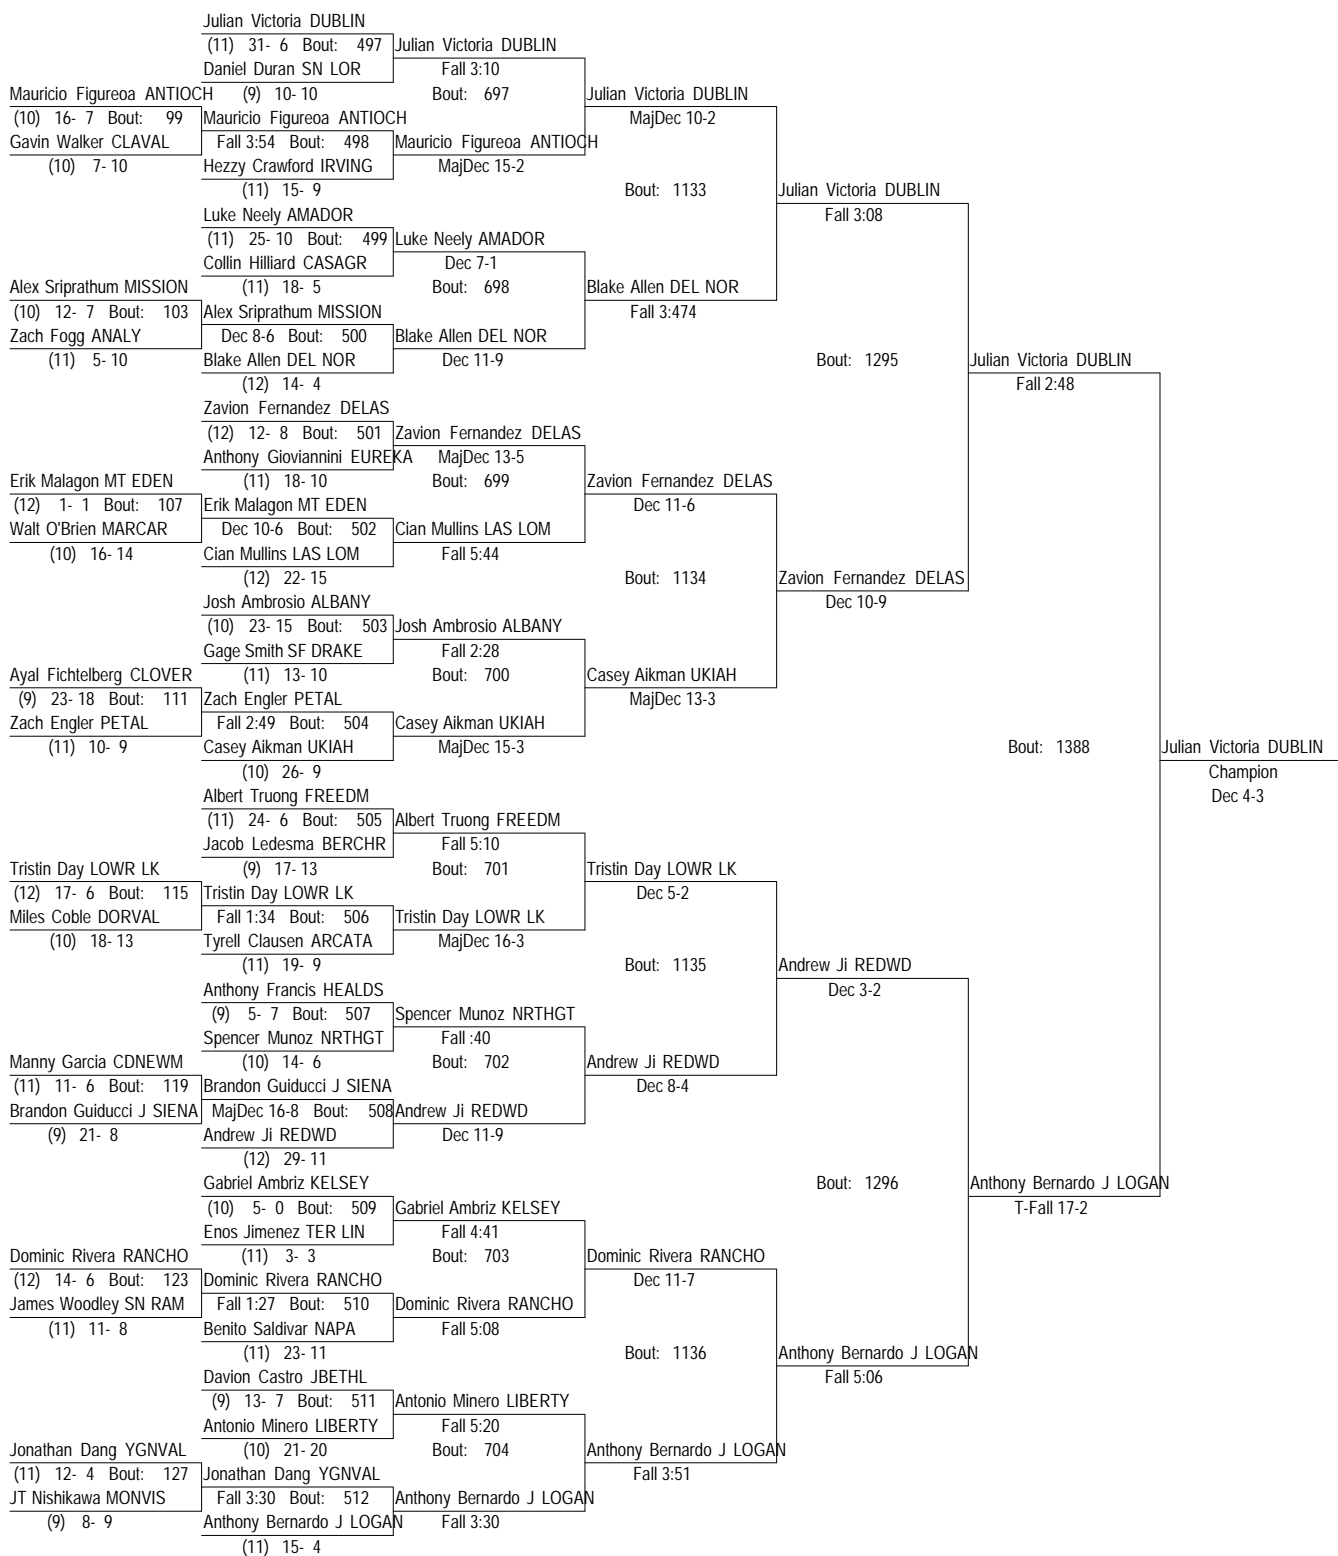 Julian Victoria DUBLIN
(11) 31- 6 Bout: 497 Julian Victoria DUBLIN
Daniel Duran SN LOR Fall 3:10
Mauricio Figureoa ANTIOCH (9) 10- 10 Bout: 697 Julian Victoria DUBLIN
(10) 16- 7 Bout: 99 Mauricio Figureoa ANTIOCH MajDec 10-2
Gavin Walker CLAVAL Fall 3:54 Bout: 498 Mauricio Figureoa ANTIOCH
(10) 7- 10 Hezzy Crawford IRVING MajDec 15-2
(11) 15- 9 Bout: 1133 Julian Victoria DUBLIN
Luke Neely AMADOR Fall 3:08
(11) 25- 10 Bout: 499 Luke Neely AMADOR
Collin Hilliard CASAGR Dec 7-1
Alex Sriprathum MISSION (11) 18- 5 Bout: 698 Blake Allen DEL NOR
(10) 12- 7 Bout: 103 Alex Sriprathum MISSION Fall 3:474
Zach Fogg ANALY Dec 8-6 Bout: 500 Blake Allen DEL NOR
(11) 5- 10 Blake Allen DEL NOR Dec 11-9 Bout: 1295 Julian Victoria DUBLIN
(12) 14- 4 Fall 2:48
Zavion Fernandez DELAS
(12) 12- 8 Bout: 501 Zavion Fernandez DELAS
Anthony Gioviannini EUREKA MajDec 13-5
Erik Malagon MT EDEN (11) 18- 10 Bout: 699 Zavion Fernandez DELAS
(12) 1- 1 Bout: 107 Erik Malagon MT EDEN Dec 11-6
Walt O'Brien MARCAR Dec 10-6 Bout: 502 Cian Mullins LAS LOM
(10) 16- 14 Cian Mullins LAS LOM Fall 5:44
(12) 22- 15 Bout: 1134 Zavion Fernandez DELAS
Josh Ambrosio ALBANY Dec 10-9
(10) 23- 15 Bout: 503 Josh Ambrosio ALBANY
Gage Smith SF DRAKE Fall 2:28
Ayal Fichtelberg CLOVER (11) 13- 10 Bout: 700 Casey Aikman UKIAH
(9) 23- 18 Bout: 111 Zach Engler PETAL MajDec 13-3
Zach Engler PETAL Fall 2:49 Bout: 504 Casey Aikman UKIAH
(11) 10- 9 Casey Aikman UKIAH MajDec 15-3 Bout: 1388 Julian Victoria DUBLIN
(10) 26- 9 Champion
Albert Truong FREEDM Dec 4-3
(11) 24- 6 Bout: 505 Albert Truong FREEDM
Jacob Ledesma BERCHR Fall 5:10
Tristin Day LOWR LK (9) 17- 13 Bout: 701 Tristin Day LOWR LK
(12) 17- 6 Bout: 115 Tristin Day LOWR LK Dec 5-2
Miles Coble DORVAL Fall 1:34 Bout: 506 Tristin Day LOWR LK
(10) 18- 13 Tyrell Clausen ARCATA MajDec 16-3
(11) 19- 9 Bout: 1135 Andrew Ji REDWD
Anthony Francis HEALDS Dec 3-2
(9) 5- 7 Bout: 507 Spencer Munoz NRTHGT
Spencer Munoz NRTHGT Fall :40
Manny Garcia CDNEWM (10) 14- 6 Bout: 702 Andrew Ji REDWD
(11) 11- 6 Bout: 119 Brandon Guiducci J SIENA Dec 8-4
Brandon Guiducci J SIENA MajDec 16-8 Bout: 508 Andrew Ji REDWD
(9) 21- 8 Andrew Ji REDWD Dec 11-9
(12) 29- 11
Gabriel Ambriz KELSEY Bout: 1296 Anthony Bernardo J LOGAN
(10) 5- 0 Bout: 509 Gabriel Ambriz KELSEY T-Fall 17-2
Enos Jimenez TER LIN Fall 4:41
Dominic Rivera RANCHO (11) 3- 3 Bout: 703 Dominic Rivera RANCHO
(12) 14- 6 Bout: 123 Dominic Rivera RANCHO Dec 11-7
James Woodley SN RAM Fall 1:27 Bout: 510 Dominic Rivera RANCHO
(11) 11- 8 Benito Saldivar NAPA Fall 5:08
(11) 23- 11 Bout: 1136 Anthony Bernardo J LOGAN
Davion Castro JBETHL Fall 5:06
(9) 13- 7 Bout: 511 Antonio Minero LIBERTY
Antonio Minero LIBERTY Fall 5:20
Jonathan Dang YGNVAL (10) 21- 20 Bout: 704 Anthony Bernardo J LOGAN
(11) 12- 4 Bout: 127 Jonathan Dang YGNVAL Fall 3:51
JT Nishikawa MONVIS Fall 3:30 Bout: 512 Anthony Bernardo J LOGAN
(9) 8- 9 Anthony Bernardo J LOGAN Fall 3:30
(11) 15- 4